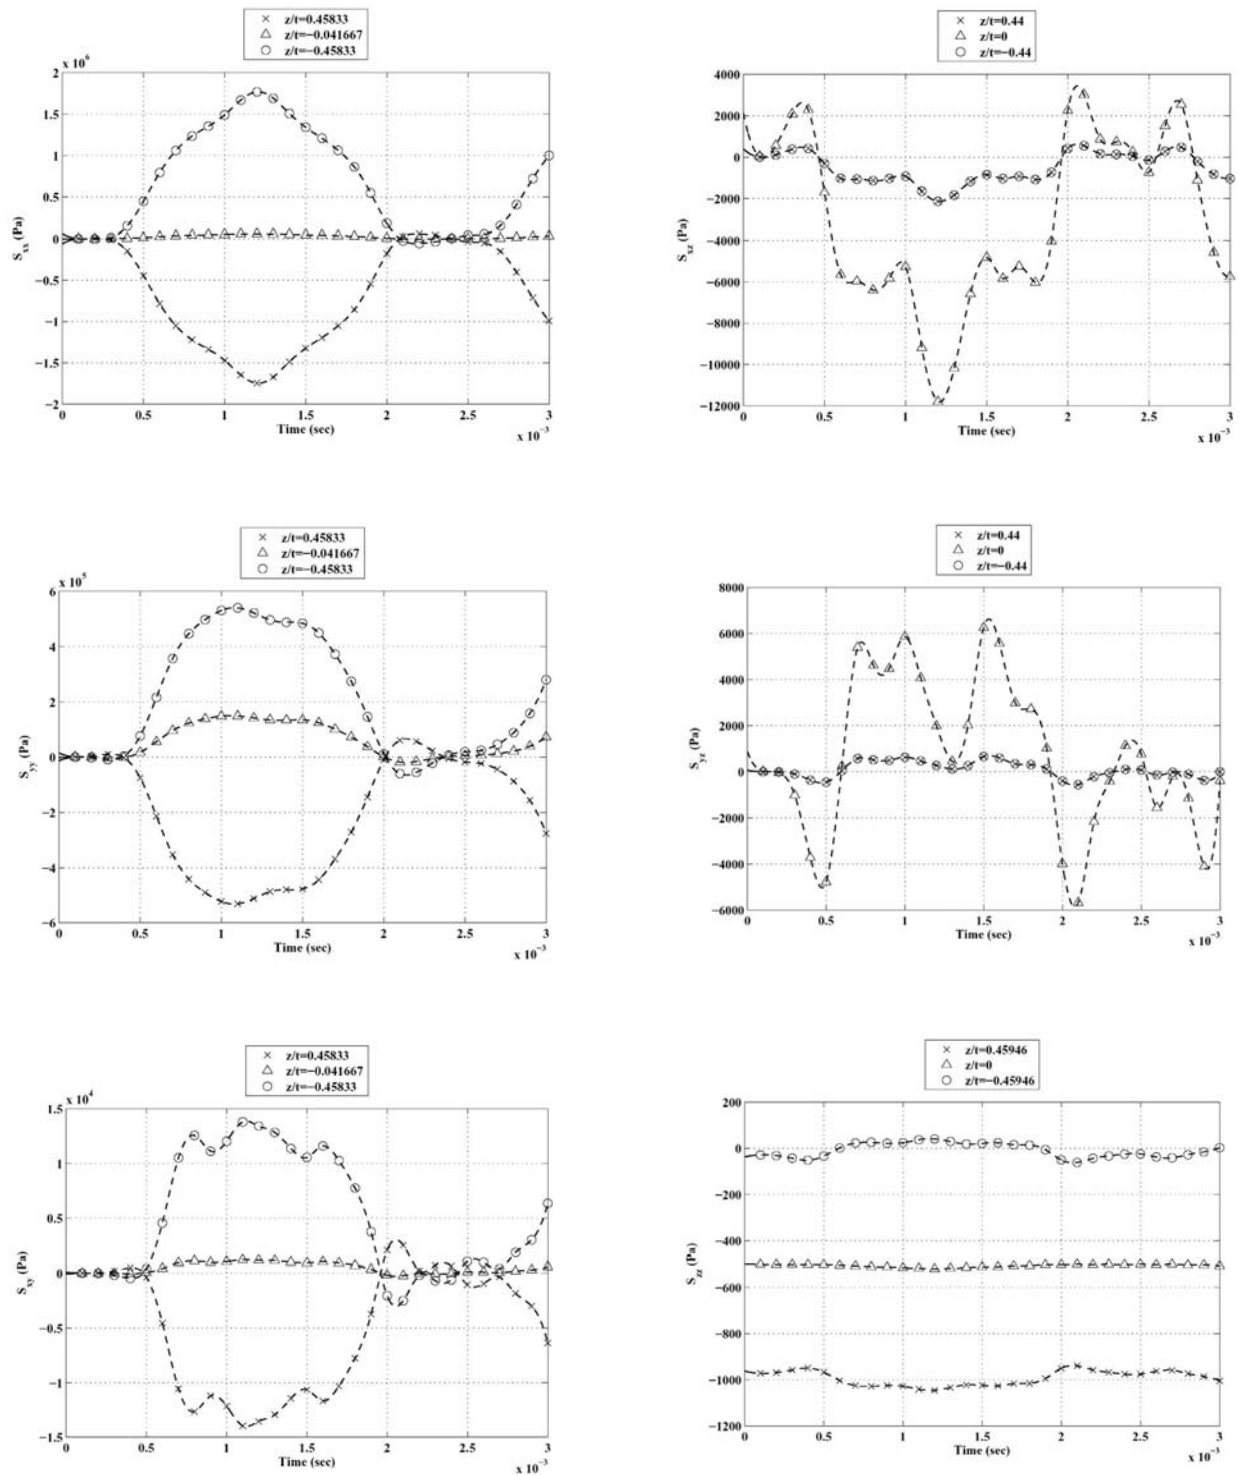 z/t=0.45833
z/t=−0.041667
z/t=−0.45833
x 10^6
2
1.5
1
0.5
0
−0.5
−1
−1.5
−2
S_xx (Pa)
0 0.5 1 1.5 2 2.5 3
Time (sec)
x 10^−3
z/t=0.44
z/t=0
z/t=−0.44
4000
2000
0
−2000
−4000
−6000
−8000
−10000
−12000
S_xz (Pa)
0 0.5 1 1.5 2 2.5 3
Time (sec)
x 10^−3
z/t=0.45833
z/t=−0.041667
z/t=−0.45833
x 10^5
6
4
2
0
−2
−4
−6
S_yy (Pa)
0 0.5 1 1.5 2 2.5 3
Time (sec)
x 10^−3
z/t=0.44
z/t=0
z/t=−0.44
8000
6000
4000
2000
0
−2000
−4000
−6000
S_yz (Pa)
0 0.5 1 1.5 2 2.5 3
Time (sec)
x 10^−3
z/t=0.45833
z/t=−0.041667
z/t=−0.45833
x 10^4
1.5
1
0.5
0
−0.5
−1
−1.5
S_xy (Pa)
0 0.5 1 1.5 2 2.5 3
Time (sec)
x 10^−3
z/t=0.45946
z/t=0
z/t=−0.45946
200
0
−200
−400
−600
−800
−1000
−1200
S_zz (Pa)
0 0.5 1 1.5 2 2.5 3
Time (sec)
x 10^−3